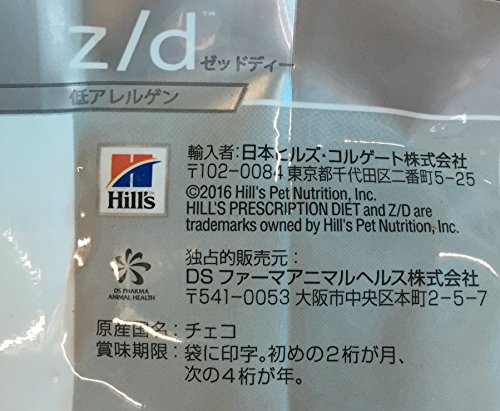 z/d™ ゼッドディー
低アレルゲン
輸入者:日本ヒルズ・コルゲート株式会社
〒102-0084 東京都千代田区二番町5-25
©2016 Hill's Pet Nutrition, Inc.
HILL'S PRESCRIPTION DIET and Z/D are
trademarks owned by Hill's Pet Nutrition, Inc.
Hill's
独占的販売元:
DS ファーマアニマルヘルス株式会社
〒541-0053 大阪市中央区本町2-5-7
DS PHARMA
ANIMAL HEALTH
原産国名:チェコ
賞味期限:袋に印字。初めの2桁が月、
次の4桁が年。